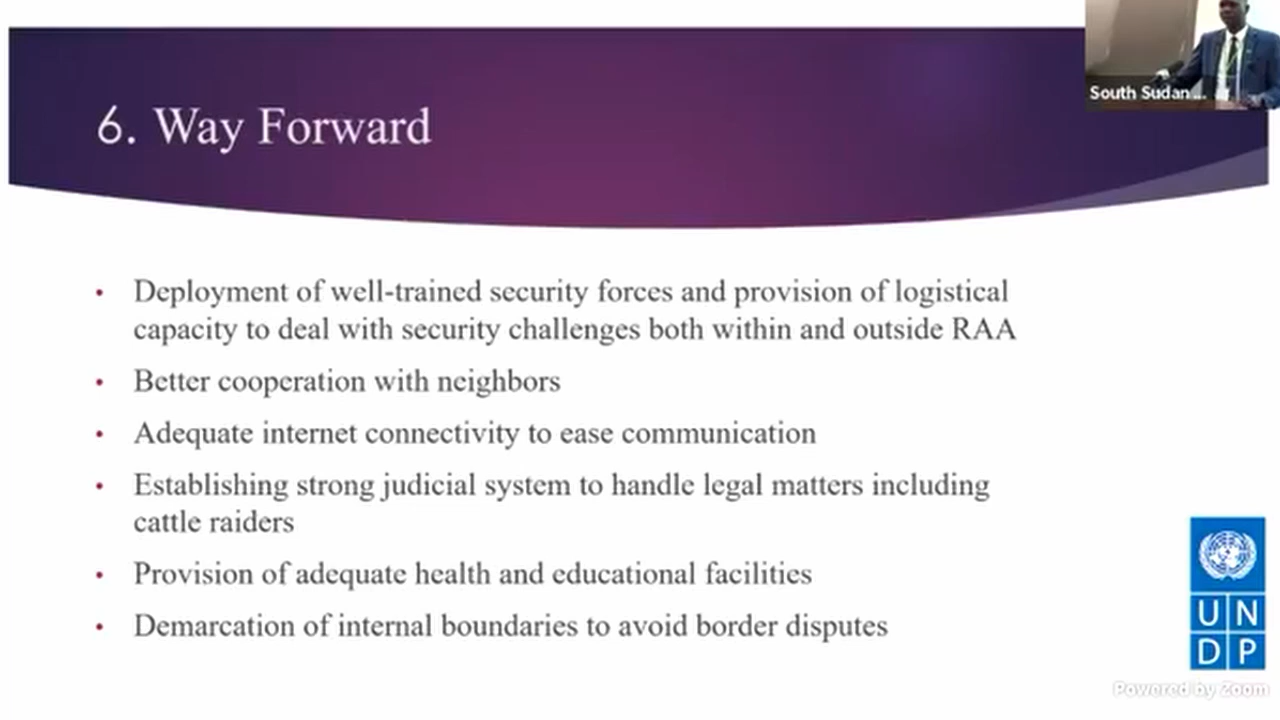 South Sudan ...
6. Way Forward
• Deployment of well-trained security forces and provision of logistical
capacity to deal with security challenges both within and outside RAA
• Better cooperation with neighbors
• Adequate internet connectivity to ease communication
• Establishing strong judicial system to handle legal matters including
cattle raiders
• Provision of adequate health and educational facilities
• Demarcation of internal boundaries to avoid border disputes
U N
D P
Powered by Zoom